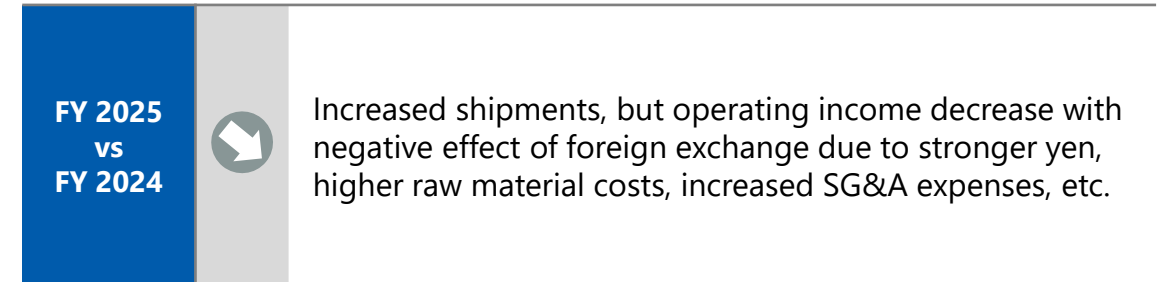 FY 2025
vs
FY 2024
Increased shipments, but operating income decrease with
negative effect of foreign exchange due to stronger yen,
higher raw material costs, increased SG&A expenses, etc.